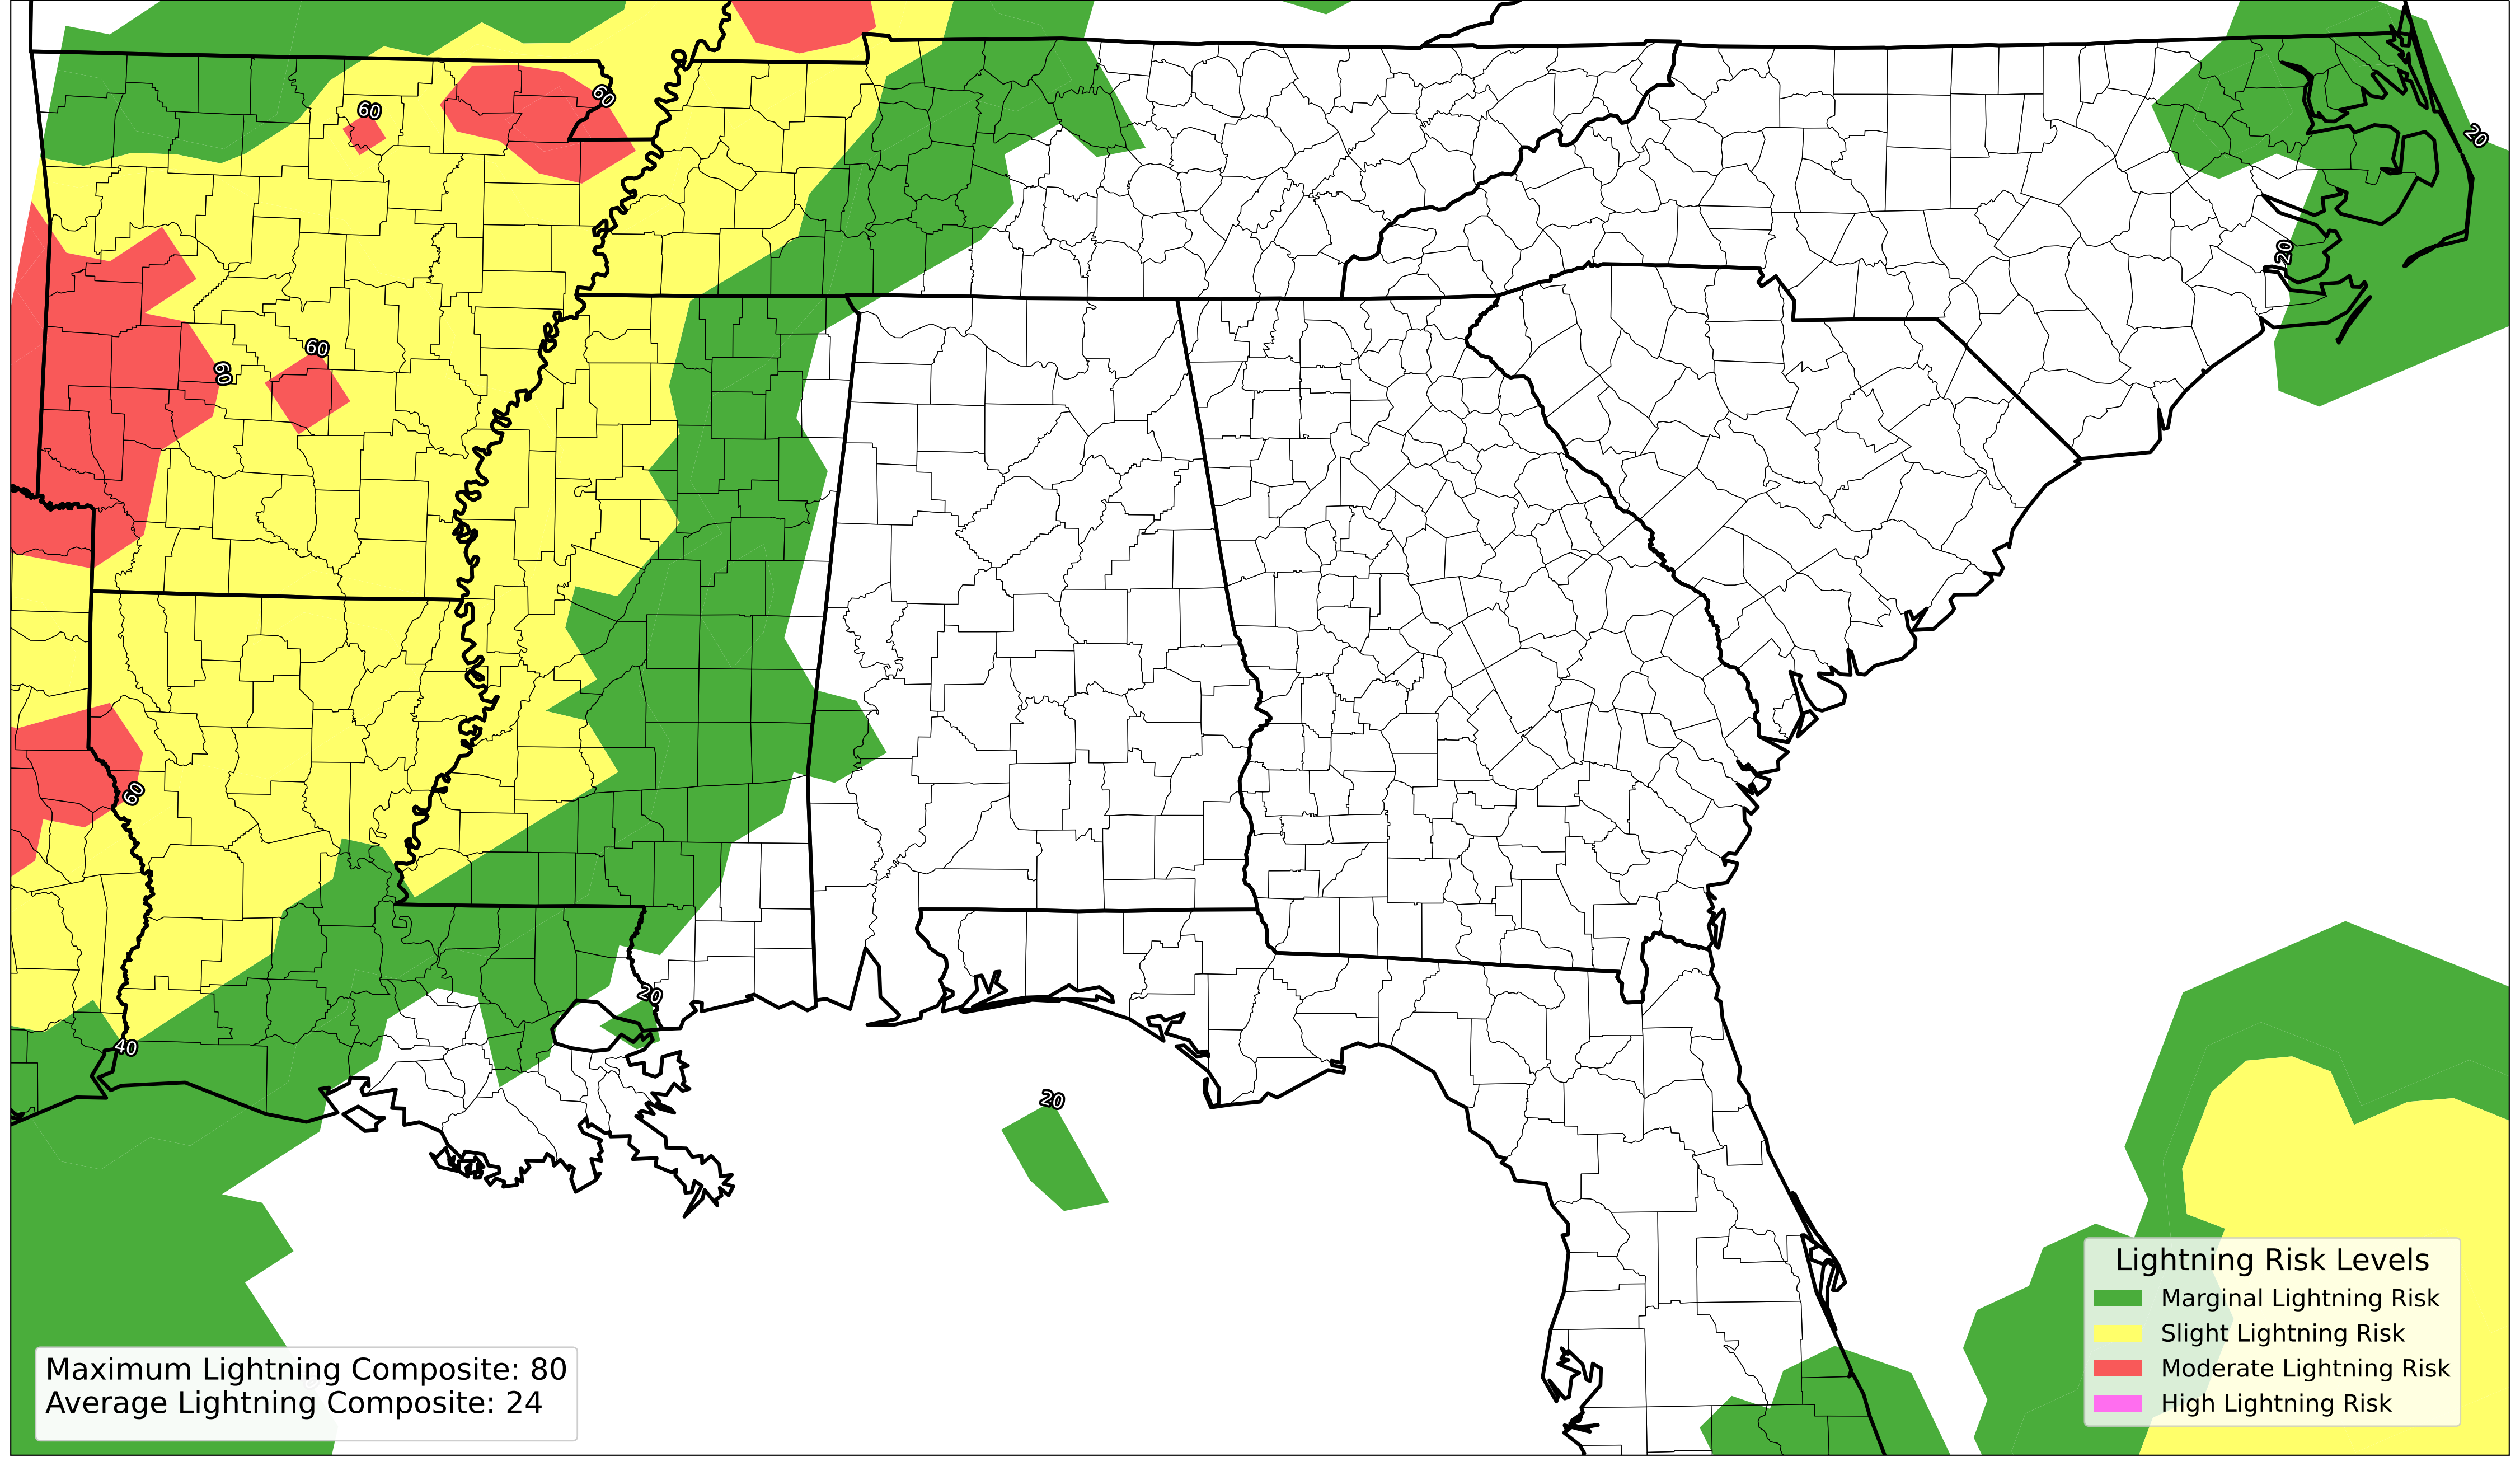 60
60
20
20
60
60
60
20
40
20
Lightning Risk Levels
Marginal Lightning Risk
Slight Lightning Risk
Moderate Lightning Risk
High Lightning Risk
Maximum Lightning Composite: 80
Average Lightning Composite: 24